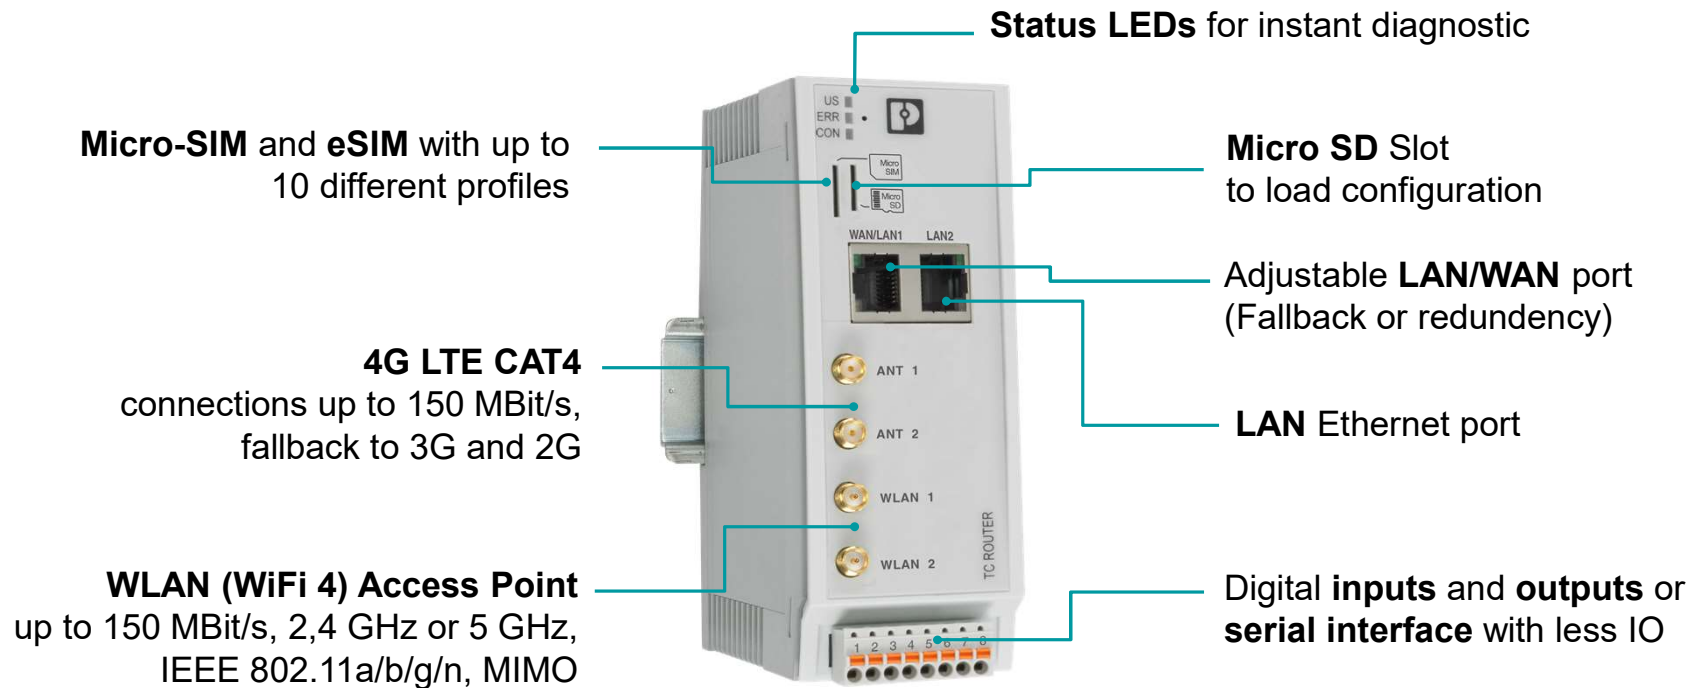 Status LEDs for instant diagnostic
US
ERR
CON
Micro-SIM and eSIM with up to
10 different profiles
Micro
SIM
Micro
SD
Micro SD Slot
to load configuration
WAN/LAN1
LAN2
Adjustable LAN/WAN port
(Fallback or redundency)
4G LTE CAT4
connections up to 150 MBit/s,
fallback to 3G and 2G
ANT 1
ANT 2
LAN Ethernet port
WLAN 1
WLAN 2
TC ROUTER
WLAN (WiFi 4) Access Point
up to 150 MBit/s, 2,4 GHz or 5 GHz,
IEEE 802.11a/b/g/n, MIMO
Digital inputs and outputs or
serial interface with less IO
1 2 3 4 5 6 7 8